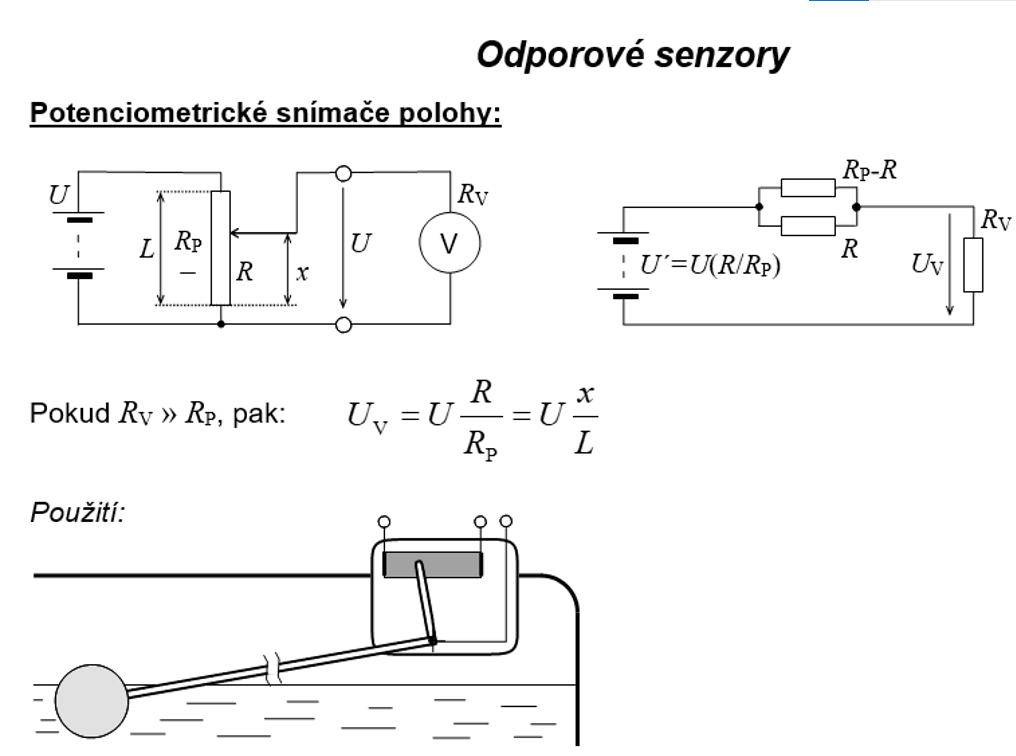 Odporové senzory
Potenciometrické snímače polohy:
U
L
RP
R
x
U
RV
V
RP-R
R
U´=U(R/RP)
UV
RV
Pokud RV » RP, pak: UV = U R/RP = U x/L
Použití: